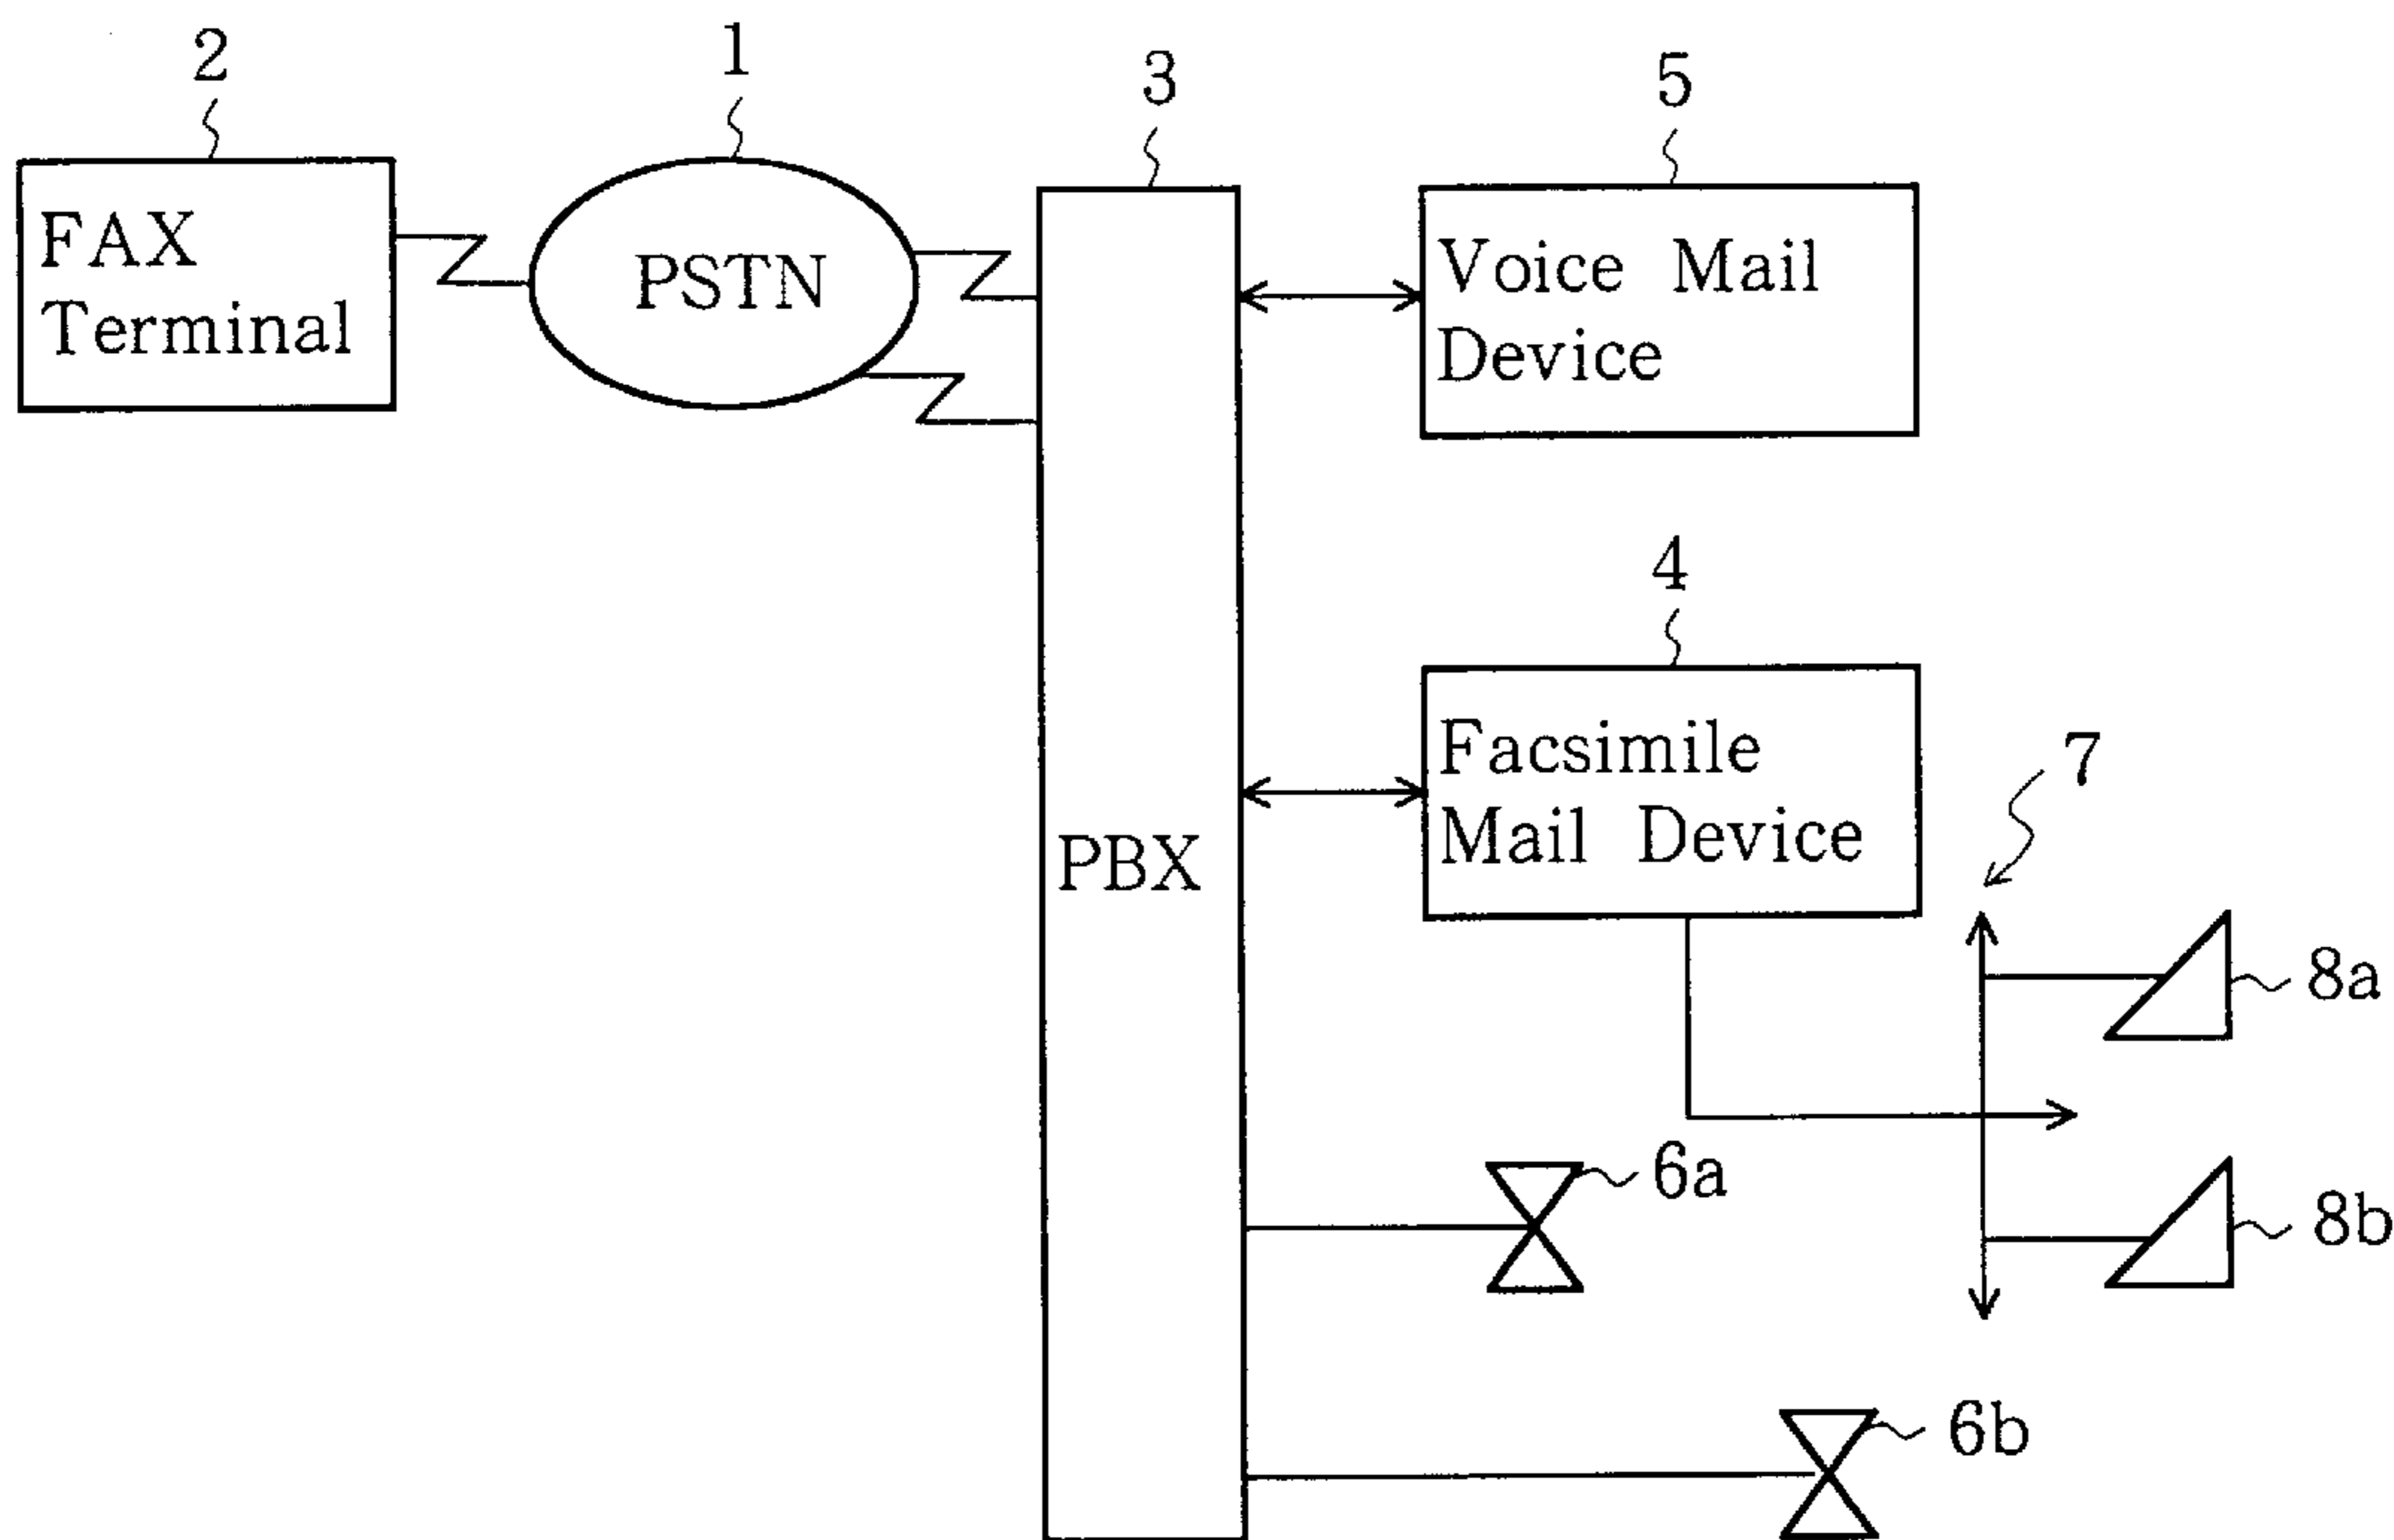 2
1
3
5
FAX
Terminal
PSTN
Voice Mail
Device
4
Facsimile
Mail Device
7
PBX
8a
6a
8b
6b